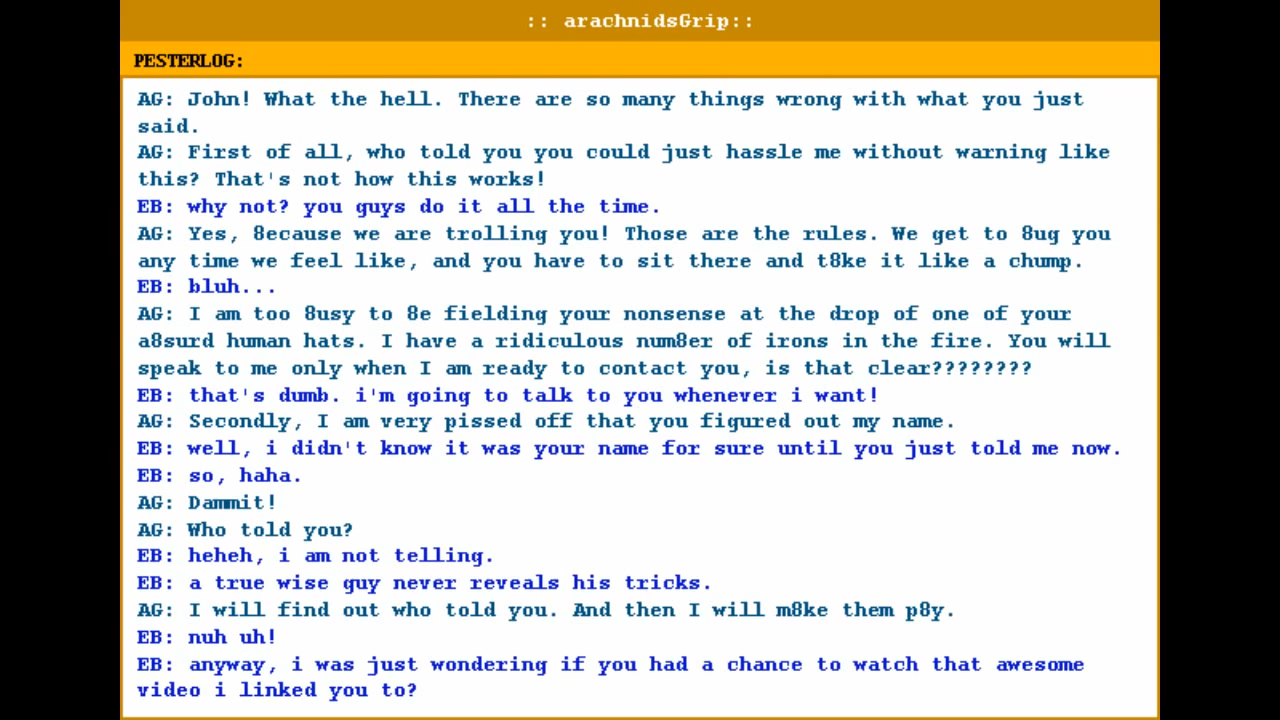 :: arachnidsGrip::
PESTERLOG:
AG: John! What the hell. There are so many things wrong with what you just
said.
AG: First of all, who told you you could just hassle me without warning like
this? That's not how this works!
EB: why not? you guys do it all the time.
AG: Yes, 8ecause we are trolling you! Those are the rules. We get to 8ug you
any time we feel like, and you have to sit there and t8ke it like a chump.
EB: bluh...
AG: I am too 8usy to 8e fielding your nonsense at the drop of one of your
a8surd human hats. I have a ridiculous num8er of irons in the fire. You will
speak to me only when I am ready to contact you, is that clear????????
EB: that's dumb. i'm going to talk to you whenever i want!
AG: Secondly, I am very pissed off that you figured out my name.
EB: well, i didn't know it was your name for sure until you just told me now.
EB: so, haha.
AG: Dammit!
AG: Who told you?
EB: heheh, i am not telling.
EB: a true wise guy never reveals his tricks.
AG: I will find out who told you. And then I will m8ke them p8y.
EB: nuh uh!
EB: anyway, i was just wondering if you had a chance to watch that awesome
video i linked you to?